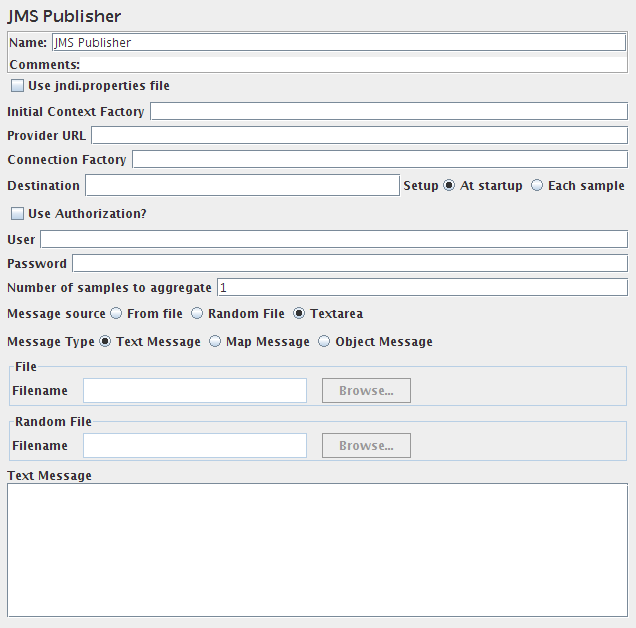 JMS Publisher
Name: JMS Publisher
Comments:
Use jndi.properties file
Initial Context Factory
Provider URL
Connection Factory
Destination Setup At startup Each sample
Use Authorization?
User
Password
Number of samples to aggregate 1
Message source From file Random File Textarea
Message Type Text Message Map Message Object Message
File
Filename Browse...
Random File
Filename Browse...
Text Message